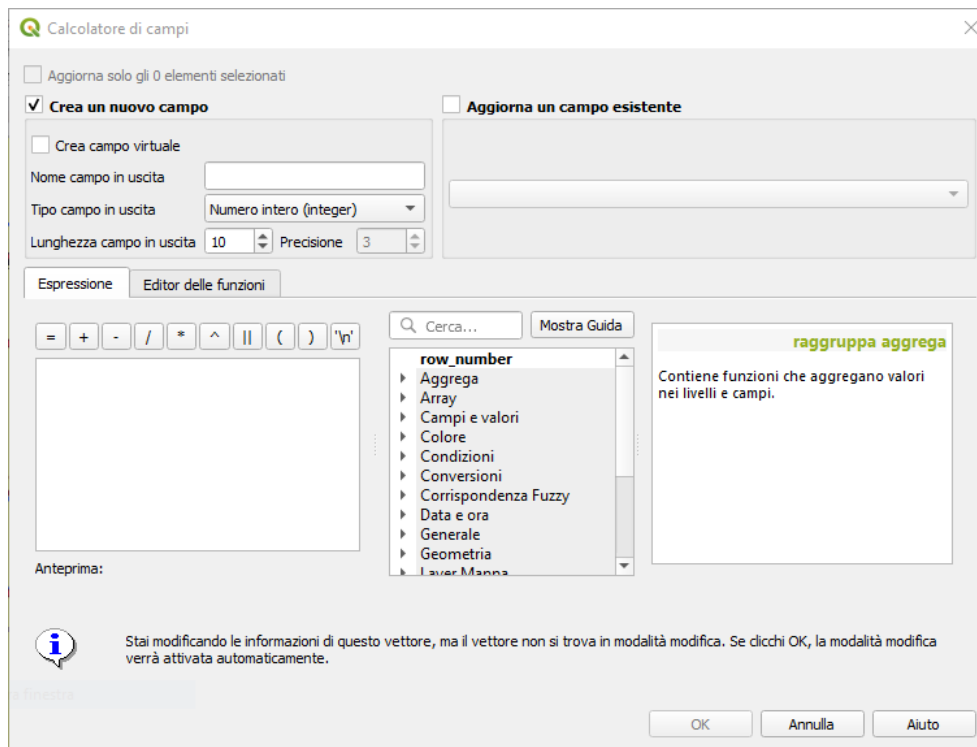 Calcolatore di campi
Aggiorna solo gli 0 elementi selezionati
Crea un nuovo campo
Aggiorna un campo esistente
Crea campo virtuale
Nome campo in uscita
Tipo campo in uscita Numero intero (integer)
Lunghezza campo in uscita 10 Precisione 3
Espressione Editor delle funzioni
= + - / * ^ || ( ) '\n'
Cerca... Mostra Guida
row_number
Aggrega
Array
Campi e valori
Colore
Condizioni
Conversioni
Corrispondenza Fuzzy
Data e ora
Generale
Geometria
Layer Mappa
raggruppa aggrega
Contiene funzioni che aggregano valori
nei livelli e campi.
Anteprima:
Stai modificando le informazioni di questo vettore, ma il vettore non si trova in modalità modifica. Se clicchi OK, la modalità modifica
verrà attivata automaticamente.
finestra
OK Annulla Aiuto